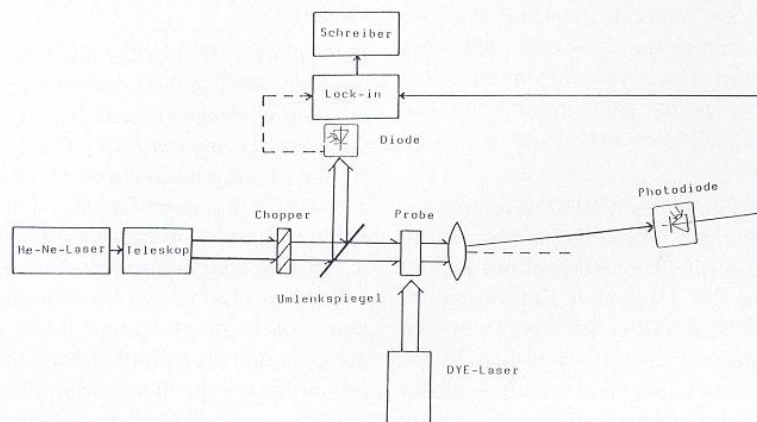 Schreiber
Lock-in
Diode
Photodiode
Chopper
Probe
He-Ne-Laser
Teleskop
Umlenkspiegel
DYE-Laser